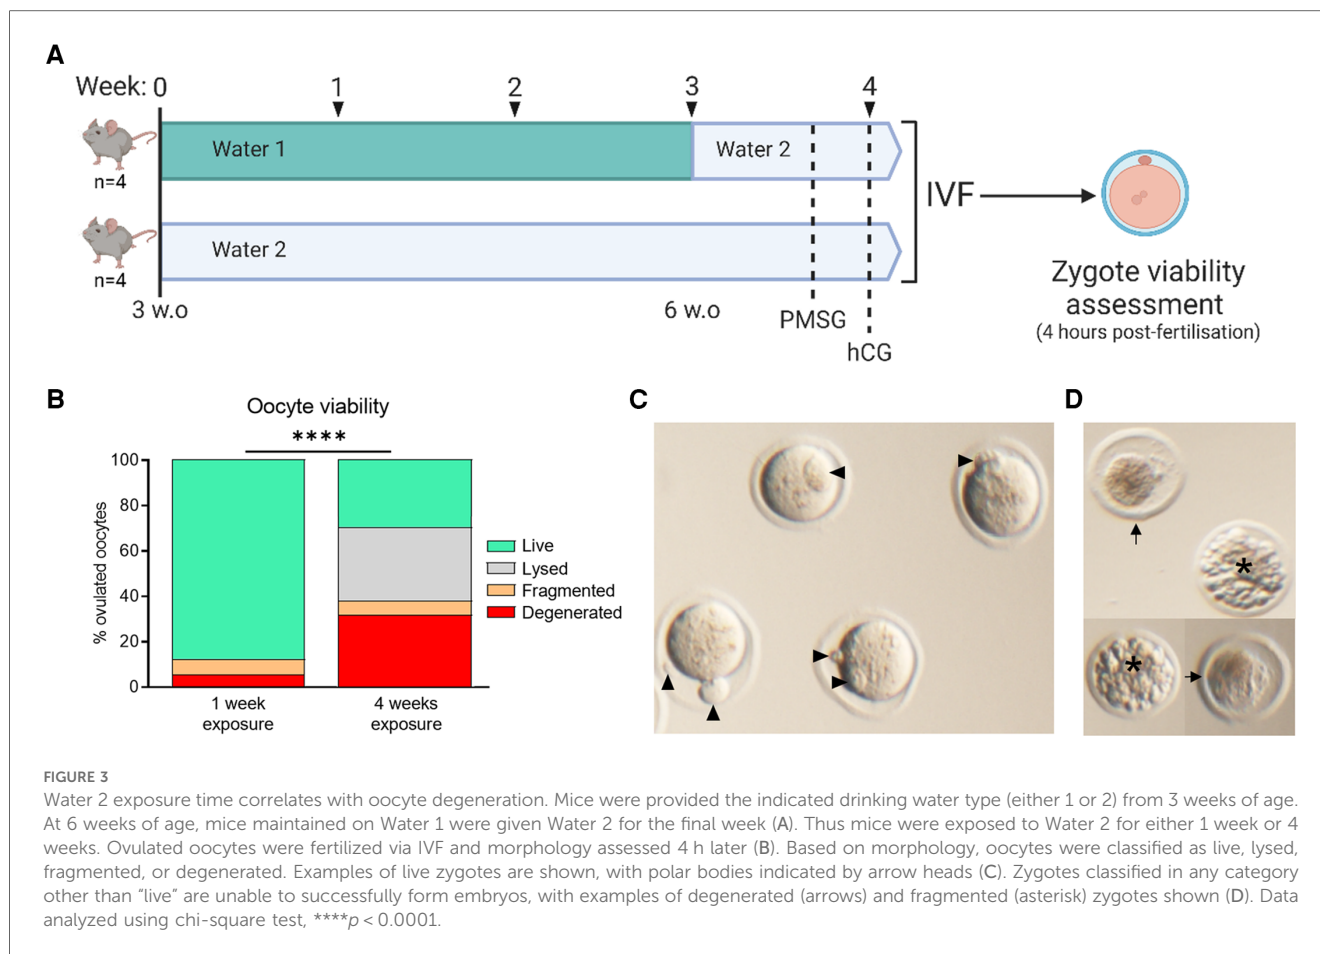 A
Week: 0 1 2 3 4
Water 1
Water 2
n=4
Water 2
n=4
3 w.o
6 w.o
PMSG
hCG
IVF
Zygote viability
assessment
(4 hours post-fertilisation)
B
Oocyte viability
****
% ovulated oocytes
100
80
60
40
20
0
1 week
exposure
4 weeks
exposure
Live
Lysed
Fragmented
Degenerated
C
D
*
*
FIGURE 3
Water 2 exposure time correlates with oocyte degeneration. Mice were provided the indicated drinking water type (either 1 or 2) from 3 weeks of age.
At 6 weeks of age, mice maintained on Water 1 were given Water 2 for the final week (A). Thus mice were exposed to Water 2 for either 1 week or 4
weeks. Ovulated oocytes were fertilized via IVF and morphology assessed 4 h later (B). Based on morphology, oocytes were classified as live, lysed,
fragmented, or degenerated. Examples of live zygotes are shown, with polar bodies indicated by arrow heads (C). Zygotes classified in any category
other than “live” are unable to successfully form embryos, with examples of degenerated (arrows) and fragmented (asterisk) zygotes shown (D). Data
analyzed using chi-square test, ****p < 0.0001.